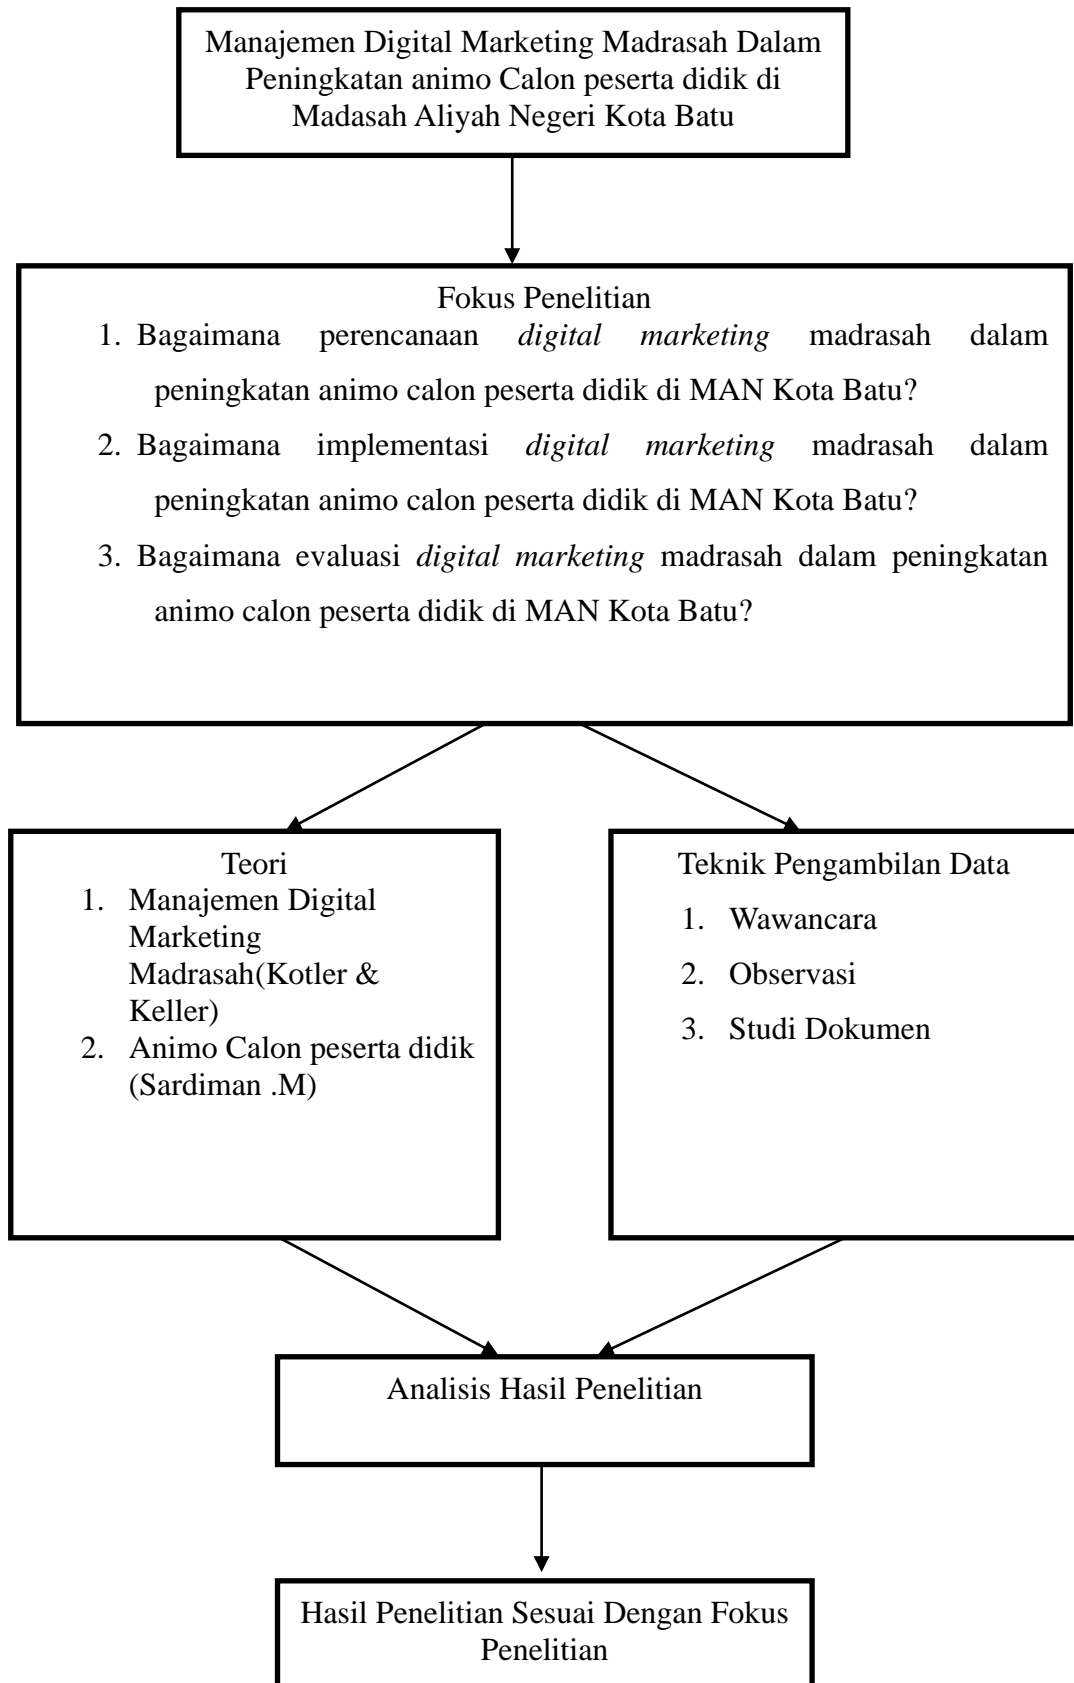 Manajemen Digital Marketing Madrasah Dalam
Peningkatan animo Calon peserta didik di
Madasah Aliyah Negeri Kota Batu
Fokus Penelitian
1. Bagaimana perencanaan digital marketing madrasah dalam
peningkatan animo calon peserta didik di MAN Kota Batu?
2. Bagaimana implementasi digital marketing madrasah dalam
peningkatan animo calon peserta didik di MAN Kota Batu?
3. Bagaimana evaluasi digital marketing madrasah dalam peningkatan
animo calon peserta didik di MAN Kota Batu?
Teori
1. Manajemen Digital
Marketing
Madrasah(Kotler &
Keller)
2. Animo Calon peserta didik
(Sardiman .M)
Teknik Pengambilan Data
1. Wawancara
2. Observasi
3. Studi Dokumen
Analisis Hasil Penelitian
Hasil Penelitian Sesuai Dengan Fokus
Penelitian